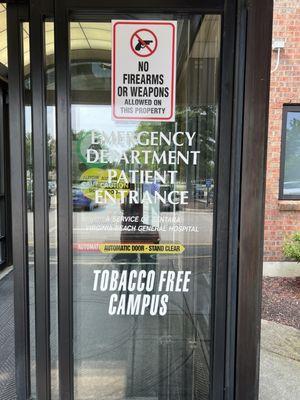 NO
FIREARMS
OR WEAPONS
ALLOWED ON
THIS PROPERTY
EMERGENCY
DEPARTMENT
PATIENT
ENTRANCE
A SERVICE OF SENTARA
VIRGINIA BEACH GENERAL HOSPITAL
AUTOMATIC DOOR - STAND CLEAR
TOBACCO FREE
CAMPUS